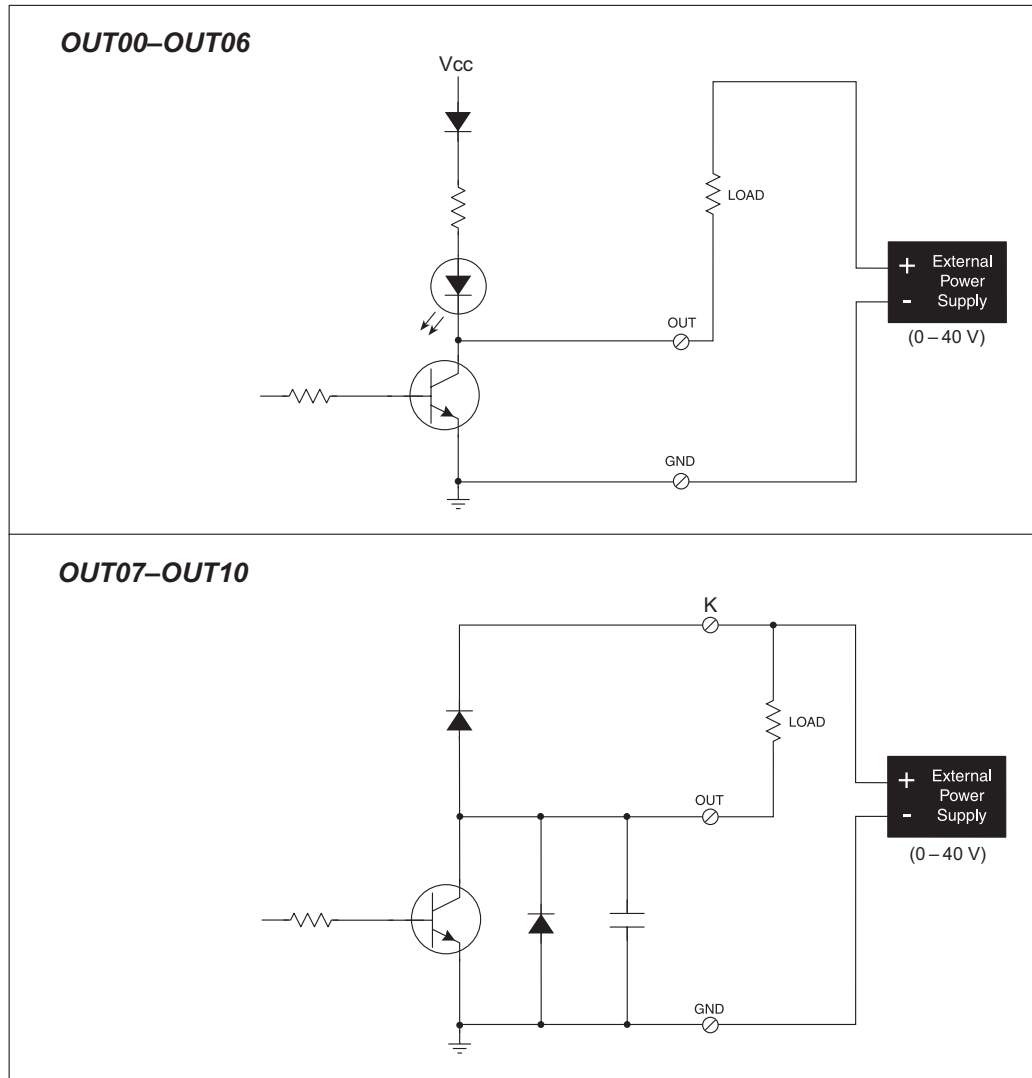 OUT00–OUT06
Vcc
LOAD
+ External
Power
- Supply
(0–40 V)
OUT
GND
OUT07–OUT10
K
LOAD
+ External
Power
- Supply
(0–40 V)
OUT
GND